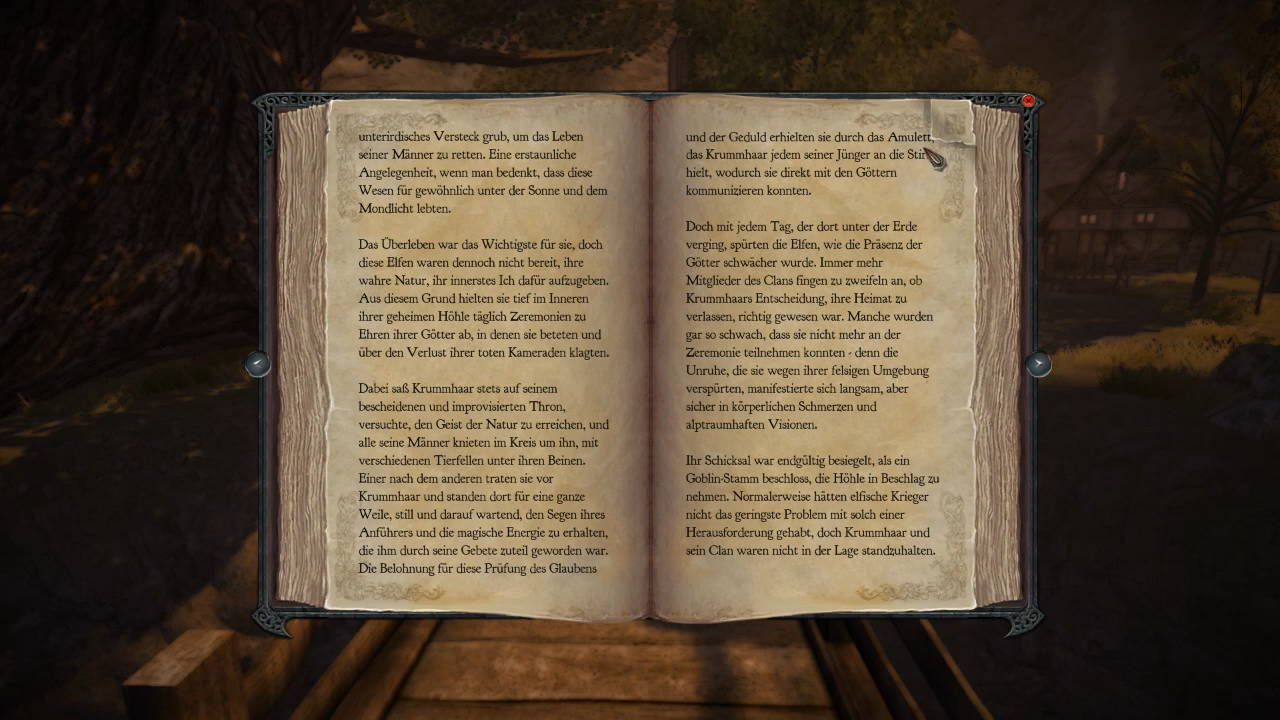 unterirdisches Versteck grub, um das Leben
seiner Männer zu retten. Eine erstaunliche
Angelegenheit, wenn man bedenkt, dass diese
Wesen für gewöhnlich unter der Sonne und dem
Mondlicht lebten.
Das Überleben war das Wichtigste für sie, doch
diese Elfen waren dennoch nicht bereit, ihre
wahre Natur, ihr innerstes Ich dafür aufzugeben.
Aus diesem Grund hielten sie tief im Inneren
ihrer geheimen Höhle täglich Zeremonien zu
Ehren ihrer Götter ab, in denen sie beteten und
über den Verlust ihrer toten Kameraden klagten.
Dabei saß Krummhaar stets auf seinem
bescheidenen und improvisierten Thron,
versuchte, den Geist der Natur zu erreichen, und
alle seine Männer knieten im Kreis um ihn, mit
verschiedenen Tierfellen unter ihren Beinen.
Einer nach dem anderen traten sie vor
Krummhaar und standen dort für eine ganze
Weile, still und darauf wartend, den Segen ihres
Anführers und die magische Energie zu erhalten,
die ihm durch seine Gebete zuteil geworden war.
Die Belohnung für diese Prüfung des Glaubens
und der Geduld erhielten sie durch das Amulett,
das Krummhaar jedem seiner Jünger an die Stirn
hielt, wodurch sie direkt mit den Göttern
kommunizieren konnten.
Doch mit jedem Tag, der dort unter der Erde
verging, spürten die Elfen, wie die Präsenz der
Götter schwächer wurde. Immer mehr
Mitglieder des Clans fingen zu zweifeln an, ob
Krummhaars Entscheidung, ihre Heimat zu
verlassen, richtig gewesen war. Manche wurden
gar so schwach, dass sie nicht mehr an der
Zeremonie teilnehmen konnten - denn die
Unruhe, die sie wegen ihrer felsigen Umgebung
verspürten, manifestierte sich langsam, aber
sicher in körperlichen Schmerzen und
alptraumhaften Visionen.
Ihr Schicksal war endgültig besiegelt, als ein
Goblin-Stamm beschloss, die Höhle in Beschlag zu
nehmen. Normalerweise hätten elfische Krieger
nicht das geringste Problem mit solch einer
Herausforderung gehabt, doch Krummhaar und
sein Clan waren nicht in der Lage standzuhalten.